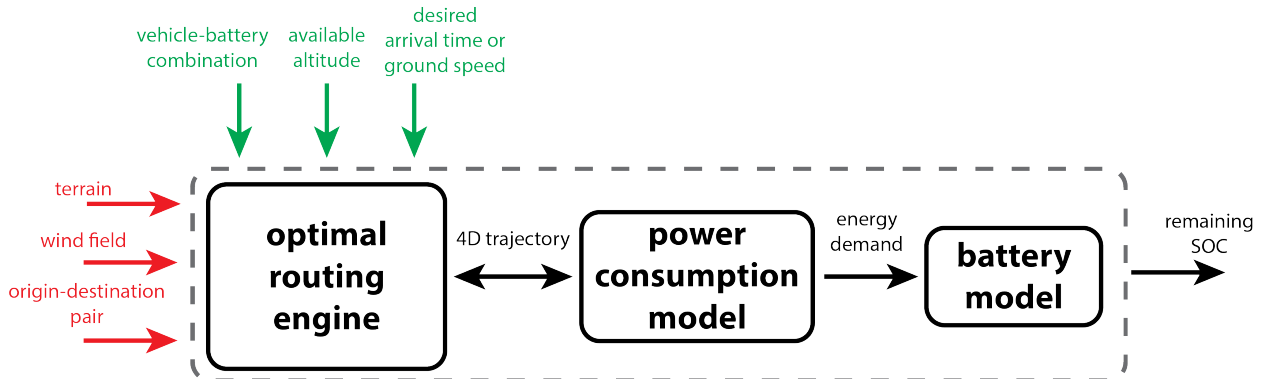 vehicle-battery
combination
available
altitude
desired
arrival time or
ground speed
terrain
wind field
origin-destination
pair
optimal
routing
engine
4D trajectory
power
consumption
model
energy
demand
battery
model
remaining
SOC